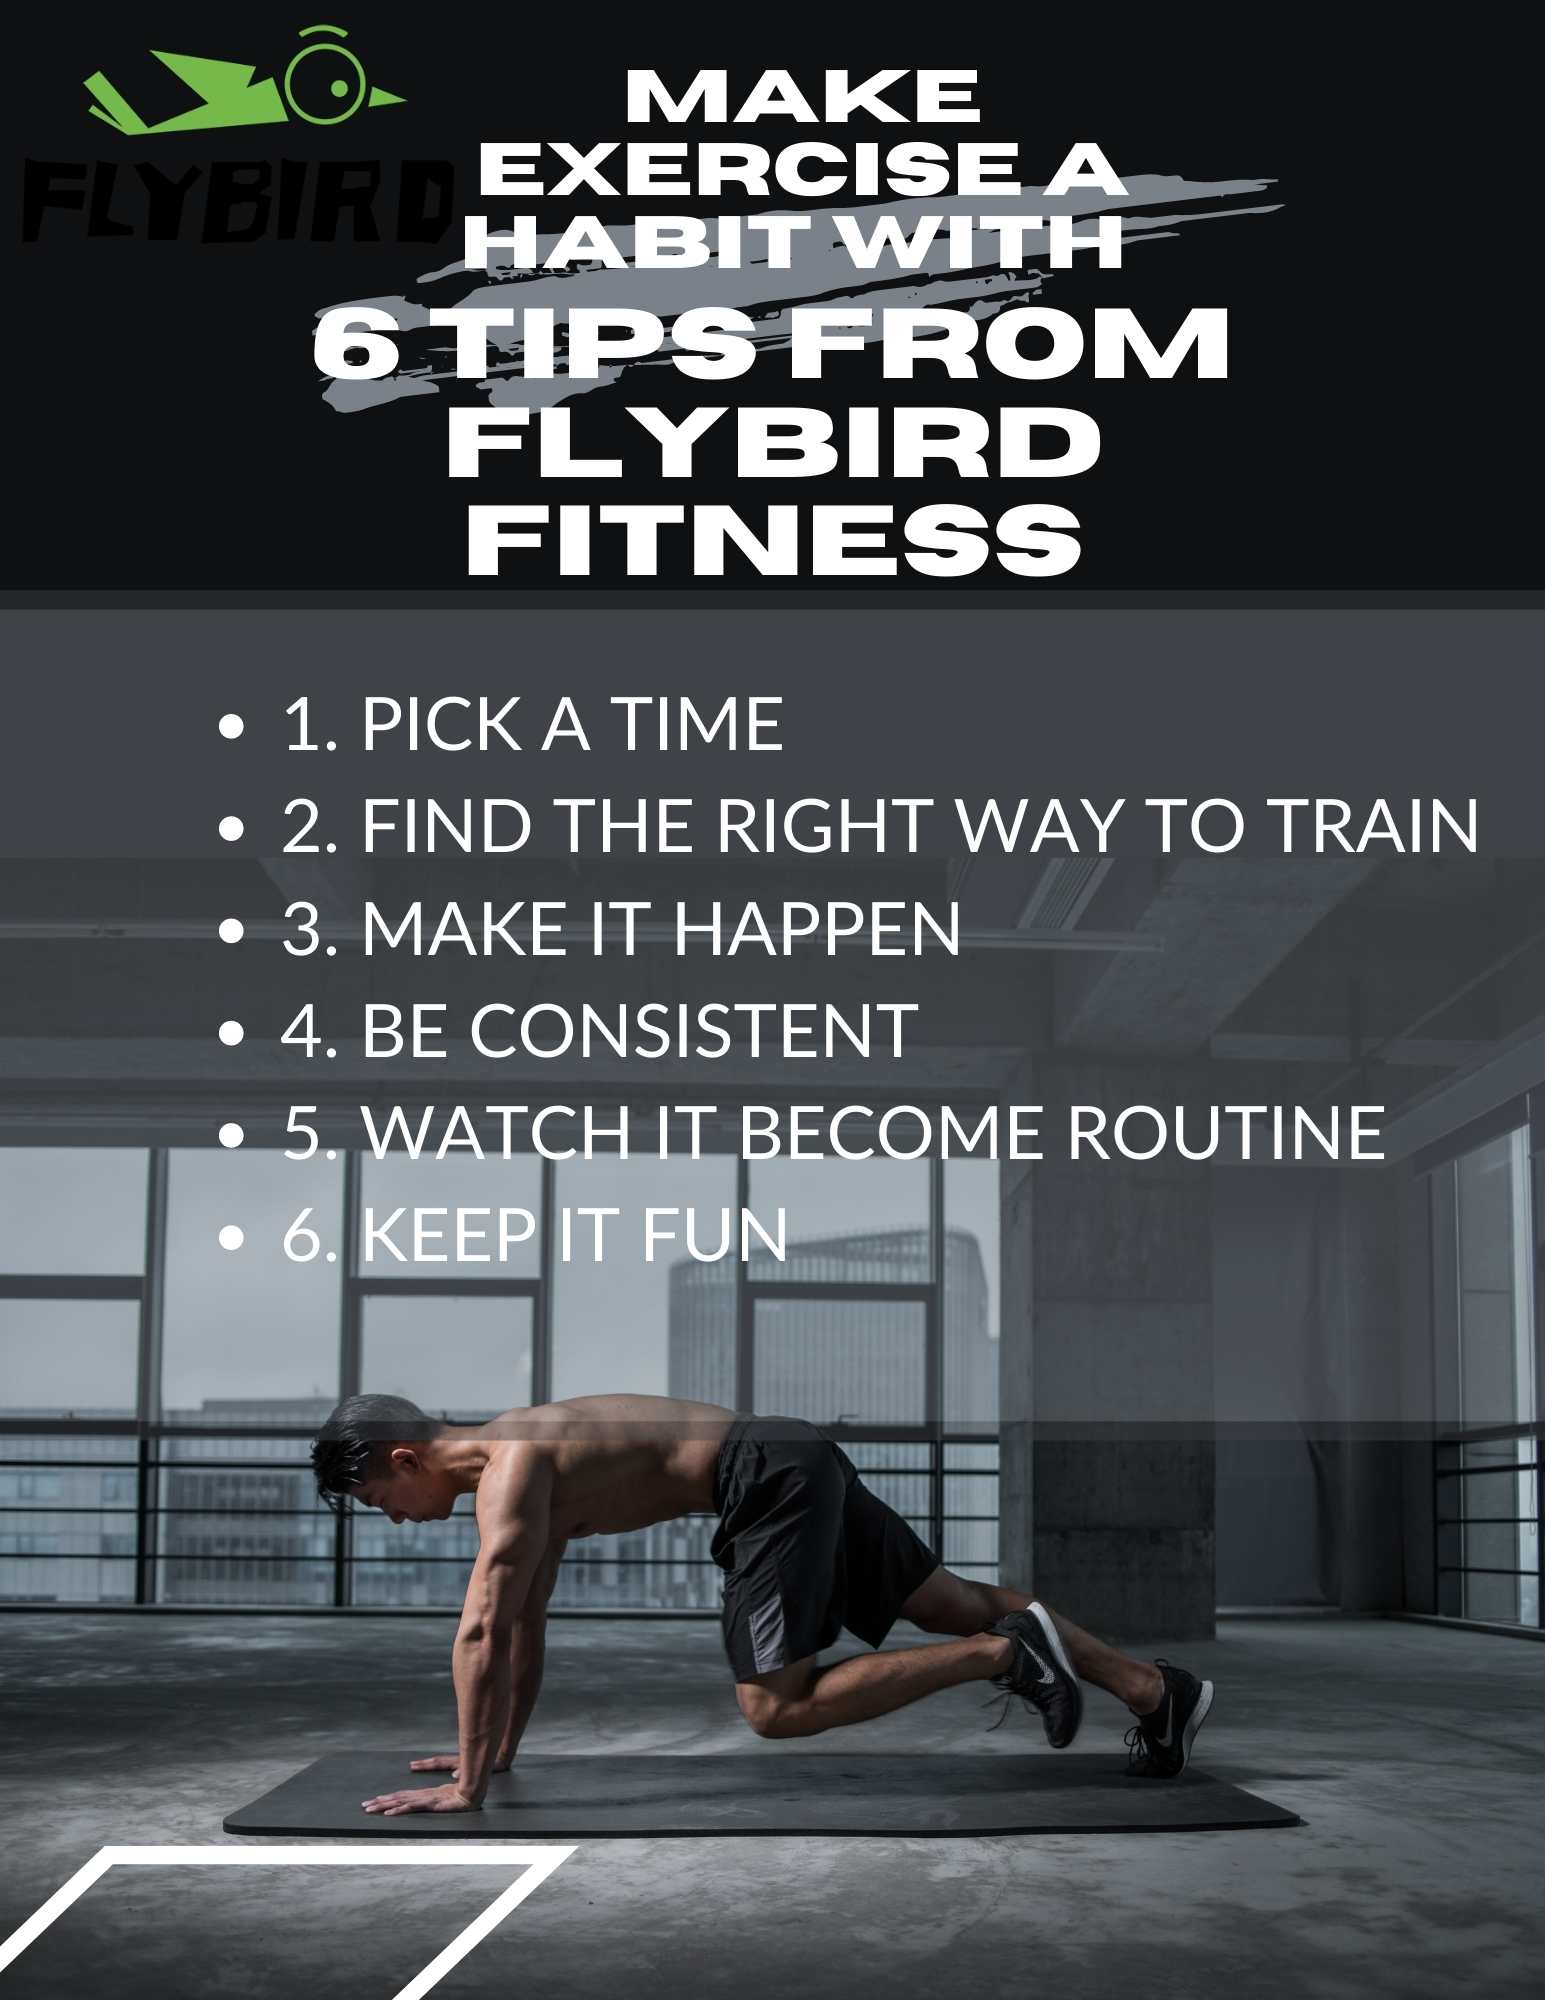 FLYBIRD
MAKE
EXERCISE A
HABIT WITH
6 TIPS FROM
FLYBIRD
FITNESS
• 1. PICK A TIME
• 2. FIND THE RIGHT WAY TO TRAIN
• 3. MAKE IT HAPPEN
• 4. BE CONSISTENT
• 5. WATCH IT BECOME ROUTINE
• 6. KEEP IT FUN